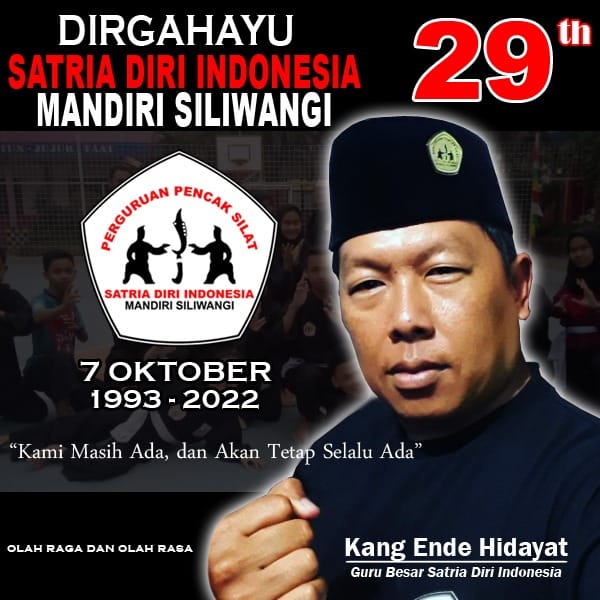 DIRGAHAYU
SATRIA DIRI INDONESIA
MANDIRI SILIWANGI
29th
PERGURUAN PENCAK SILAT
SATRIA DIRI INDONESIA
MANDIRI SILIWANGI
7 OKTOBER
1993 - 2022
“Kami Masih Ada, dan Akan Tetap Selalu Ada”
OLAH RAGA DAN OLAH RASA
Kang Ende Hidayat
Guru Besar Satria Diri Indonesia